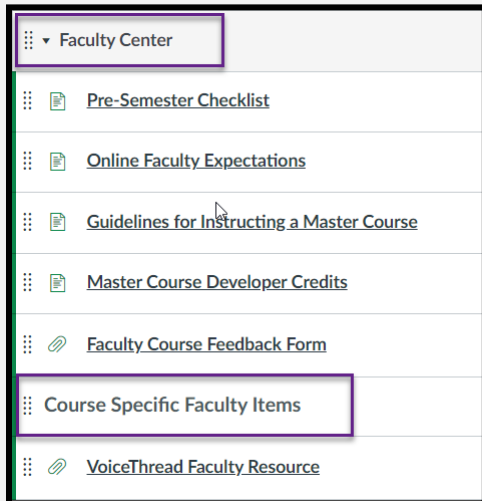 Faculty Center
Pre-Semester Checklist
Online Faculty Expectations
Guidelines for Instructing a Master Course
Master Course Developer Credits
Faculty Course Feedback Form
Course Specific Faculty Items
VoiceThread Faculty Resource